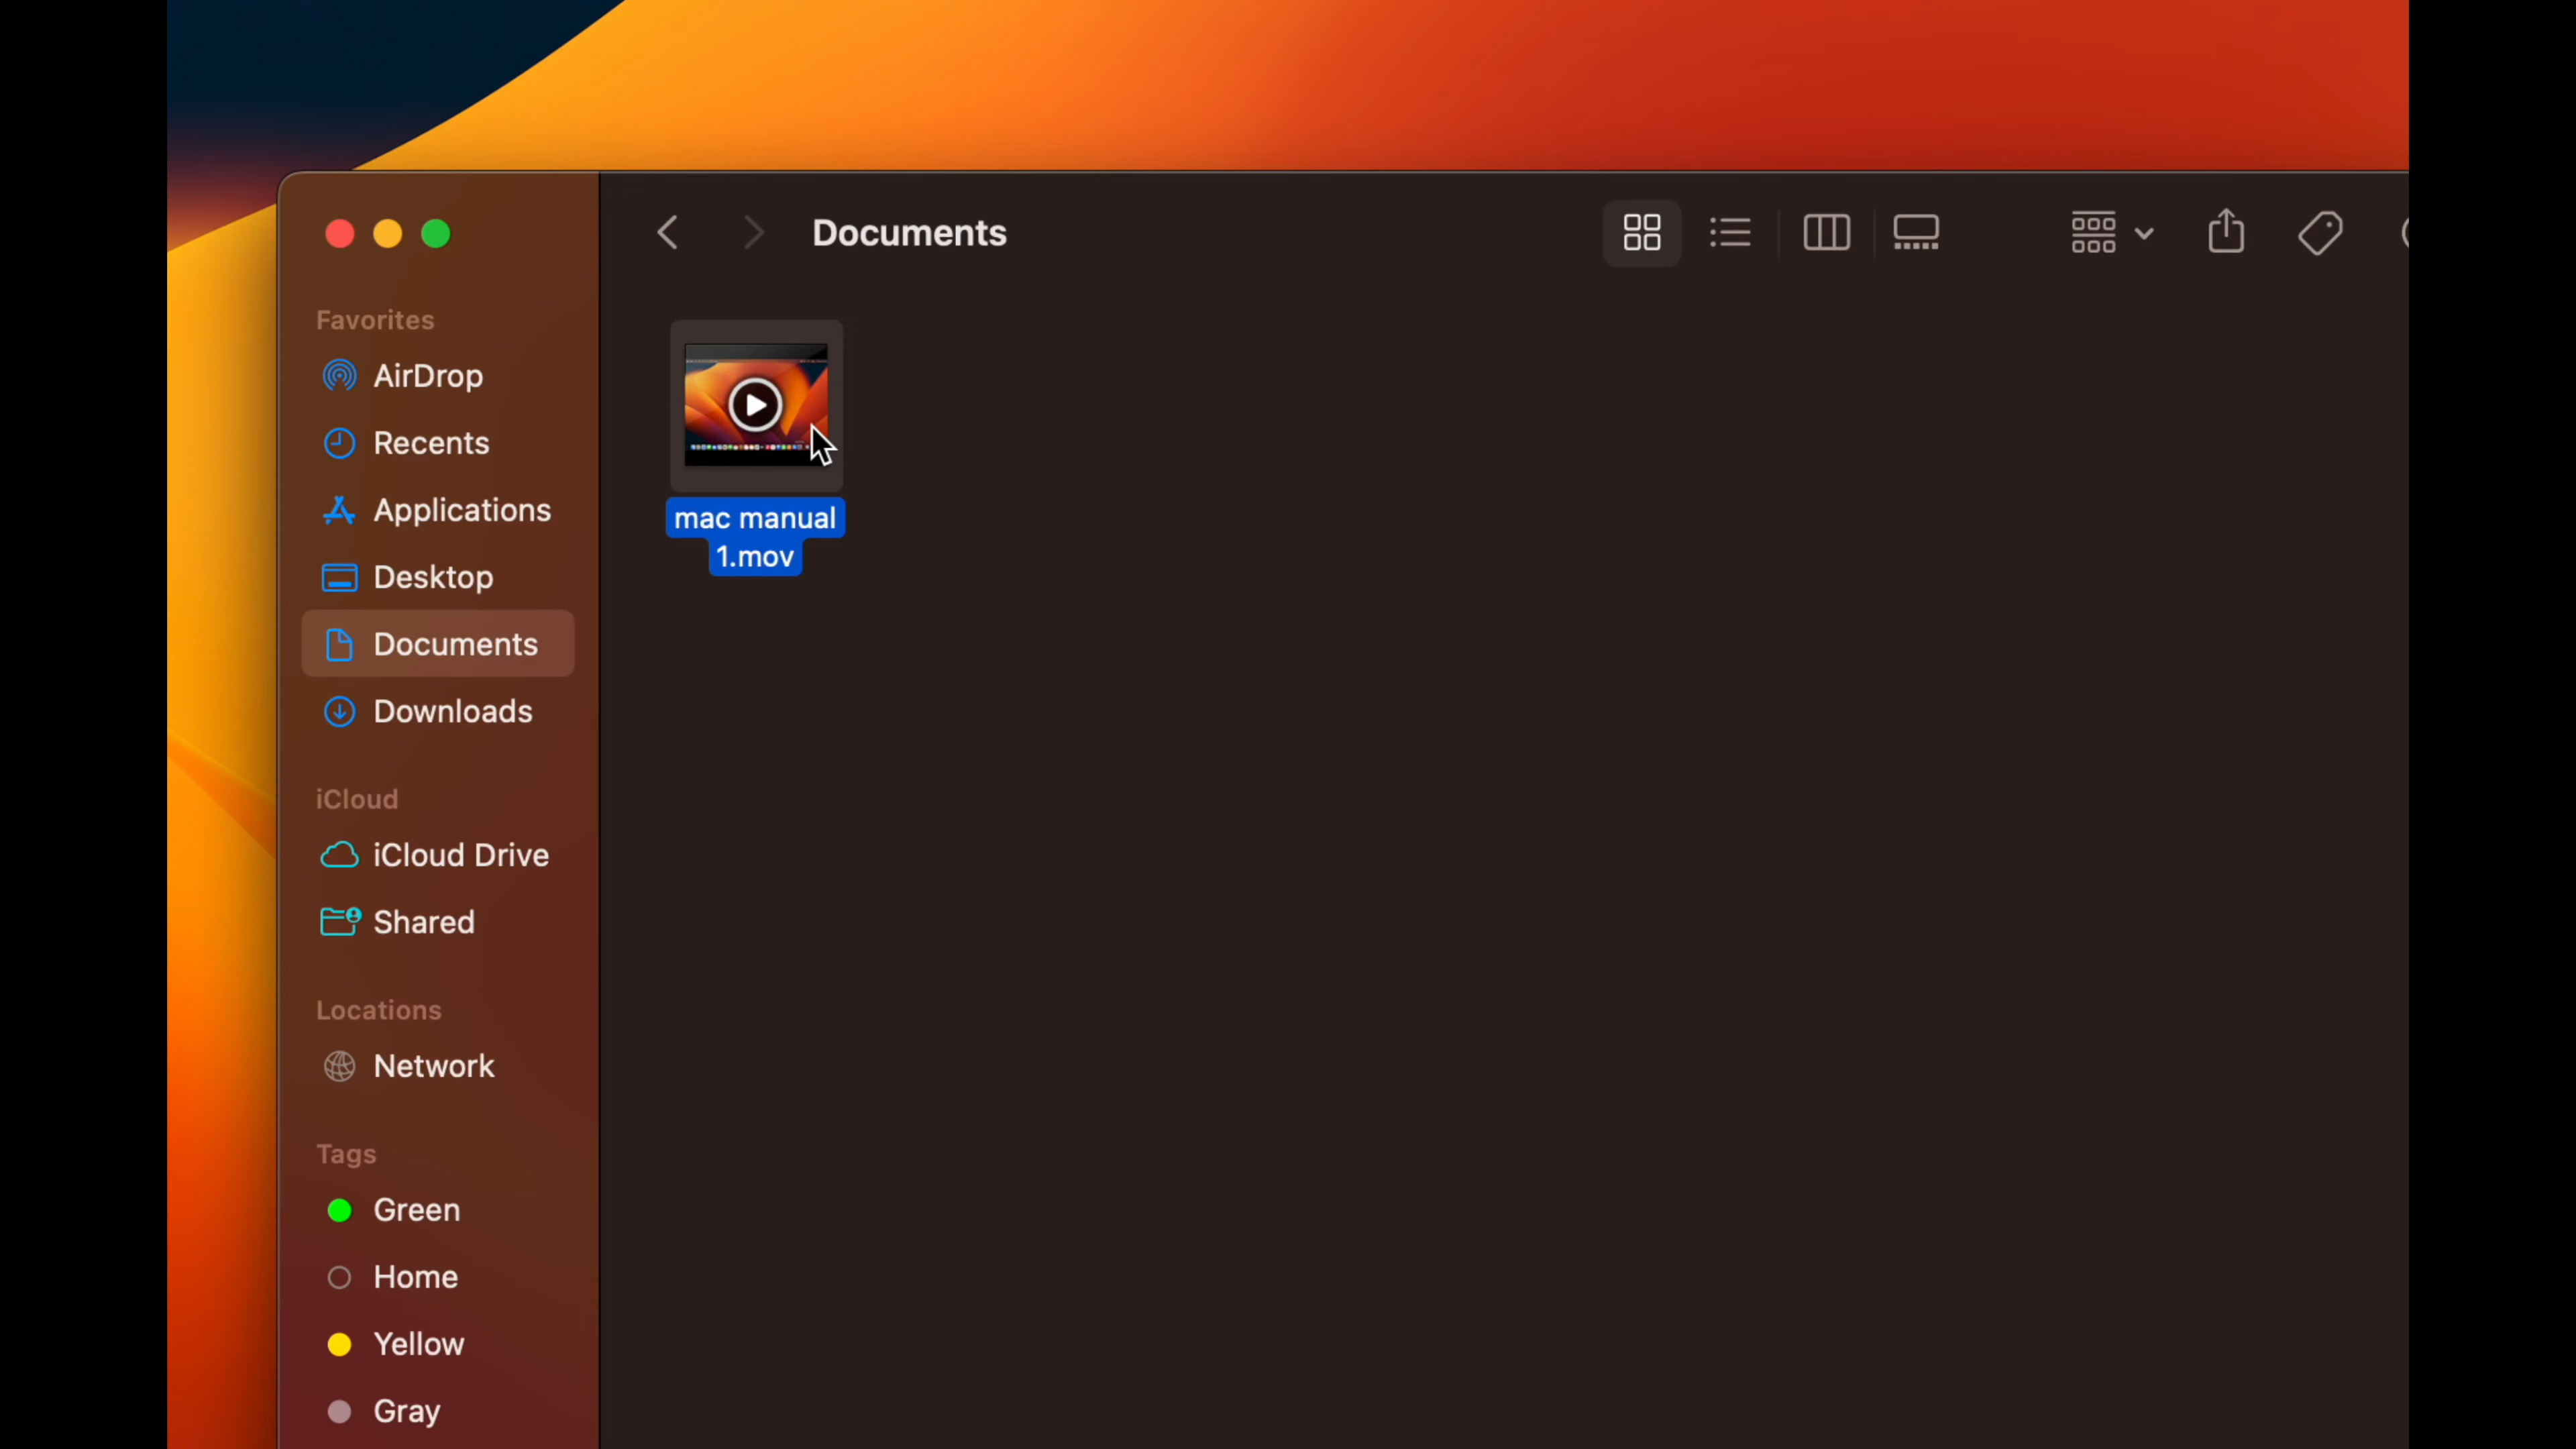 Documents
Favorites
AirDrop
Recents
Applications
Desktop
Documents
Downloads
iCloud
iCloud Drive
Shared
Locations
Network
Tags
Green
Home
Yellow
Gray
mac manual
1.mov